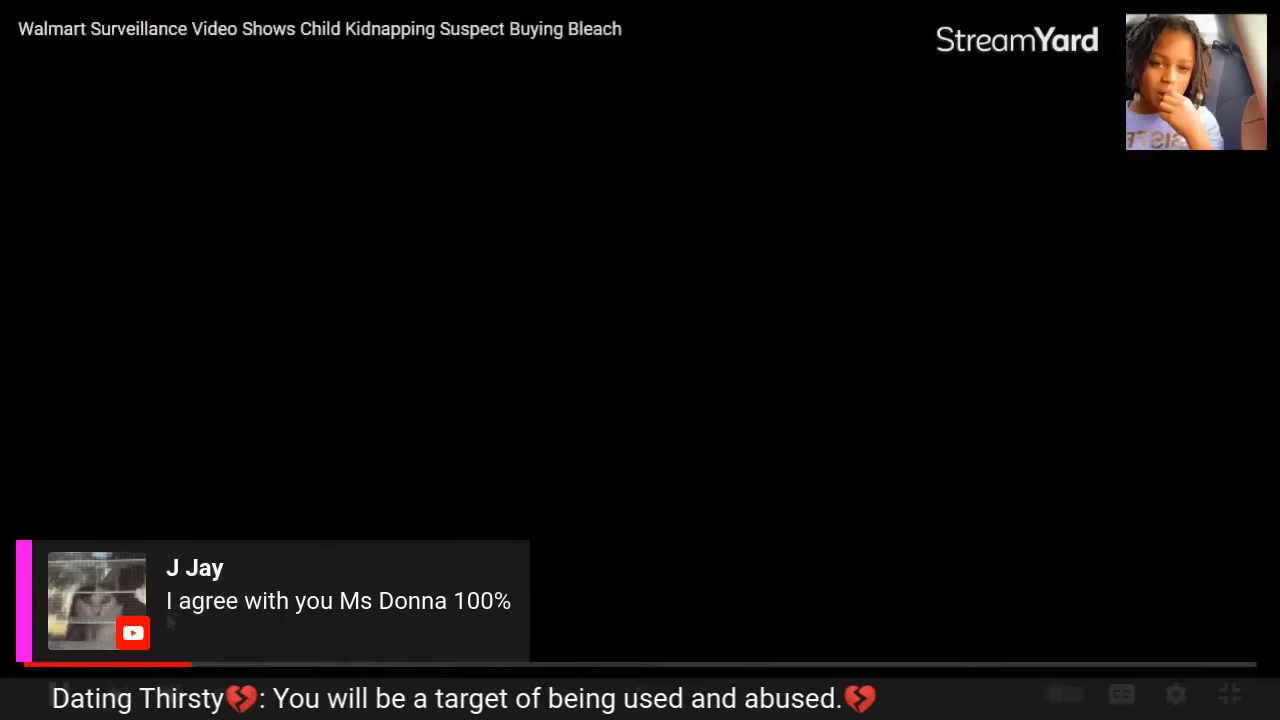 Walmart Surveillance Video Shows Child Kidnapping Suspect Buying Bleach
StreamYard
J Jay
I agree with you Ms Donna 100%
Dating Thirsty💔: You will be a target of being used and abused.💔